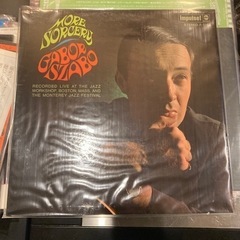 MORE
SORCERY
GABOR
SZABO
impulse!
RECORDED LIVE AT THE JAZZ
WORKSHOP, BOSTON, MASS. AND
THE MONTEREY JAZZ FESTIVAL